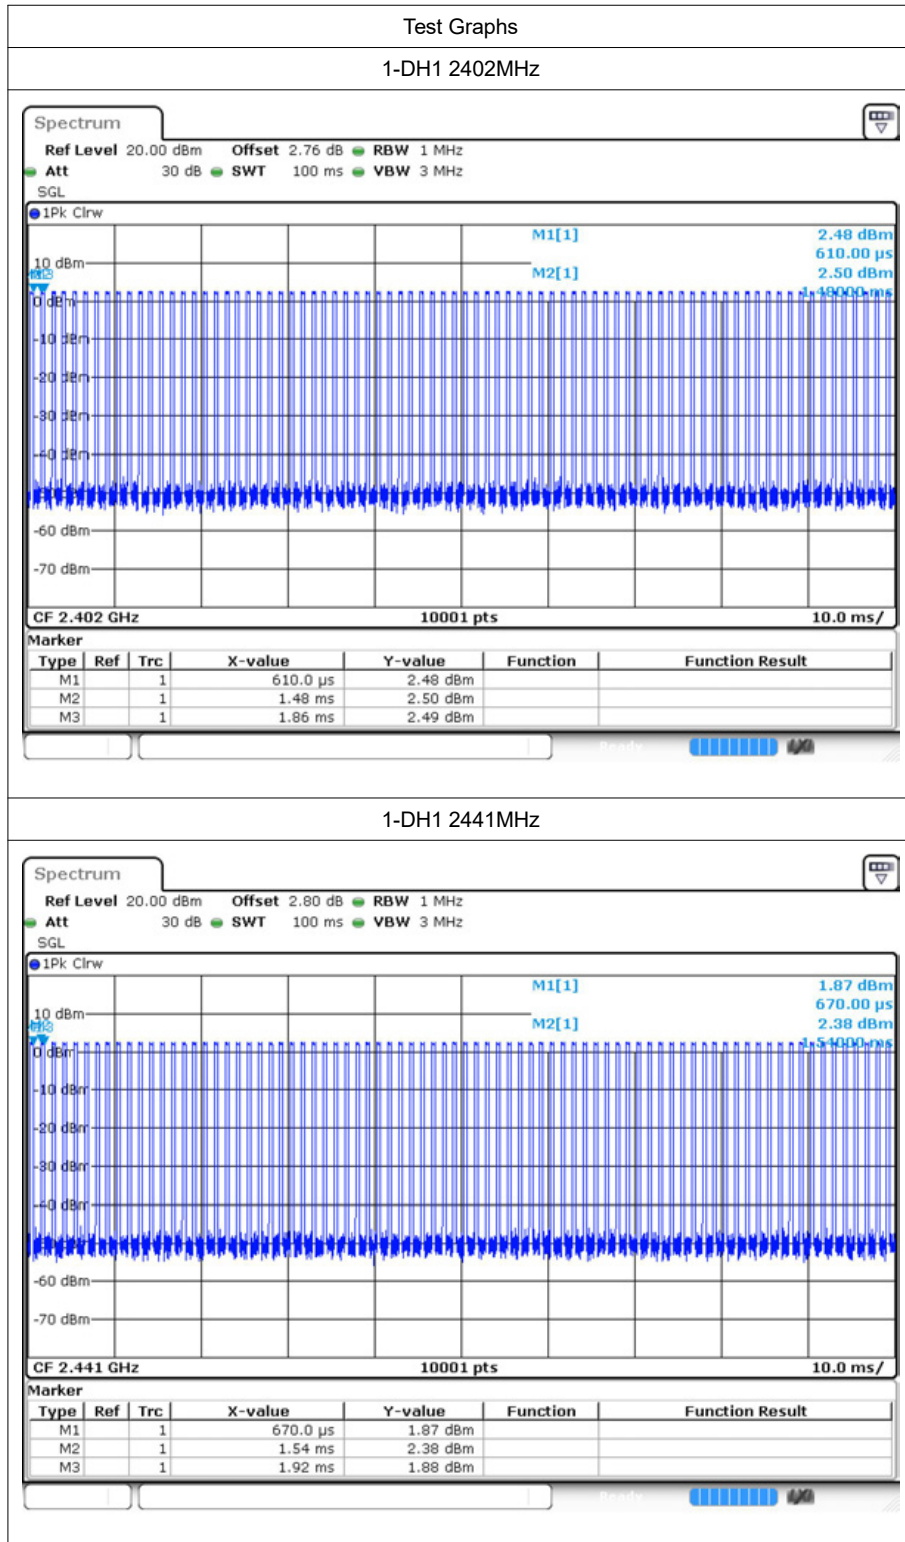 Test Graphs
1-DH1 2402MHz
Spectrum
Ref Level 20.00 dBm Offset 2.76 dB RBW 1 MHz
Att 30 dB SWT 100 ms VBW 3 MHz
SGL
1Pk Clrw
M1[1] 2.48 dBm
610.00 µs
10 dBm
M2[1] 2.50 dBm
1.48000 ms
0 dBm
-10 dBm
-20 dBm
-30 dBm
-40 dBm
-60 dBm
-70 dBm
CF 2.402 GHz 10001 pts 10.0 ms/
Marker
Type Ref Trc X-value Y-value Function Function Result
M1 1 610.0 µs 2.48 dBm
M2 1 1.48 ms 2.50 dBm
M3 1 1.86 ms 2.49 dBm
Ready
1-DH1 2441MHz
Spectrum
Ref Level 20.00 dBm Offset 2.80 dB RBW 1 MHz
Att 30 dB SWT 100 ms VBW 3 MHz
SGL
1Pk Clrw
M1[1] 1.87 dBm
670.00 µs
10 dBm
M2[1] 2.38 dBm
1.54000 ms
0 dBm
-10 dBm
-20 dBm
-30 dBm
-40 dBm
-60 dBm
-70 dBm
CF 2.441 GHz 10001 pts 10.0 ms/
Marker
Type Ref Trc X-value Y-value Function Function Result
M1 1 670.0 µs 1.87 dBm
M2 1 1.54 ms 2.38 dBm
M3 1 1.92 ms 1.88 dBm
Ready